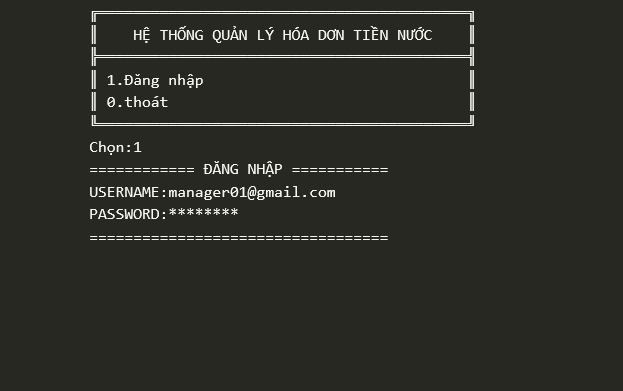 HỆ THỐNG QUẢN LÝ HÓA DƠN TIỀN NƯỚC
1.Đăng nhập
0.thoát
Chọn:1
============ ĐĂNG NHẬP ===========
USERNAME:manager01@gmail.com
PASSWORD:********
==================================